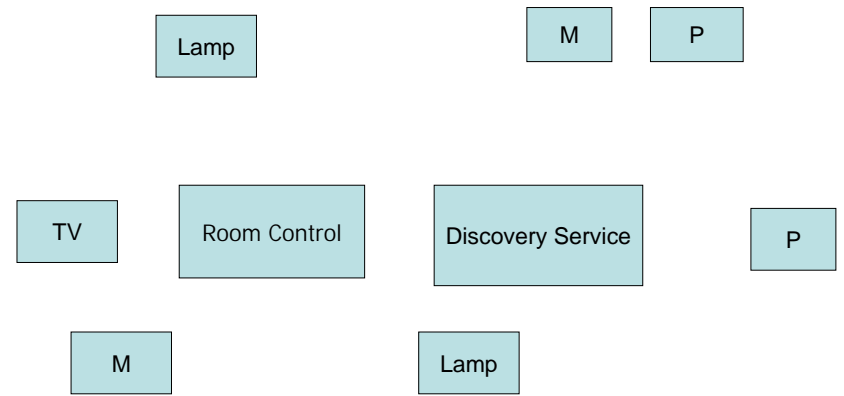 Lamp
M
P
TV
Room Control
Discovery Service
P
M
Lamp